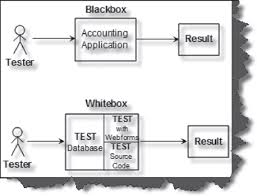 Blackbox
Accounting
Application
Result
Tester
Whitebox
TEST
Database
TEST
with
Webforms
TEST
Source
Code
Result
Tester